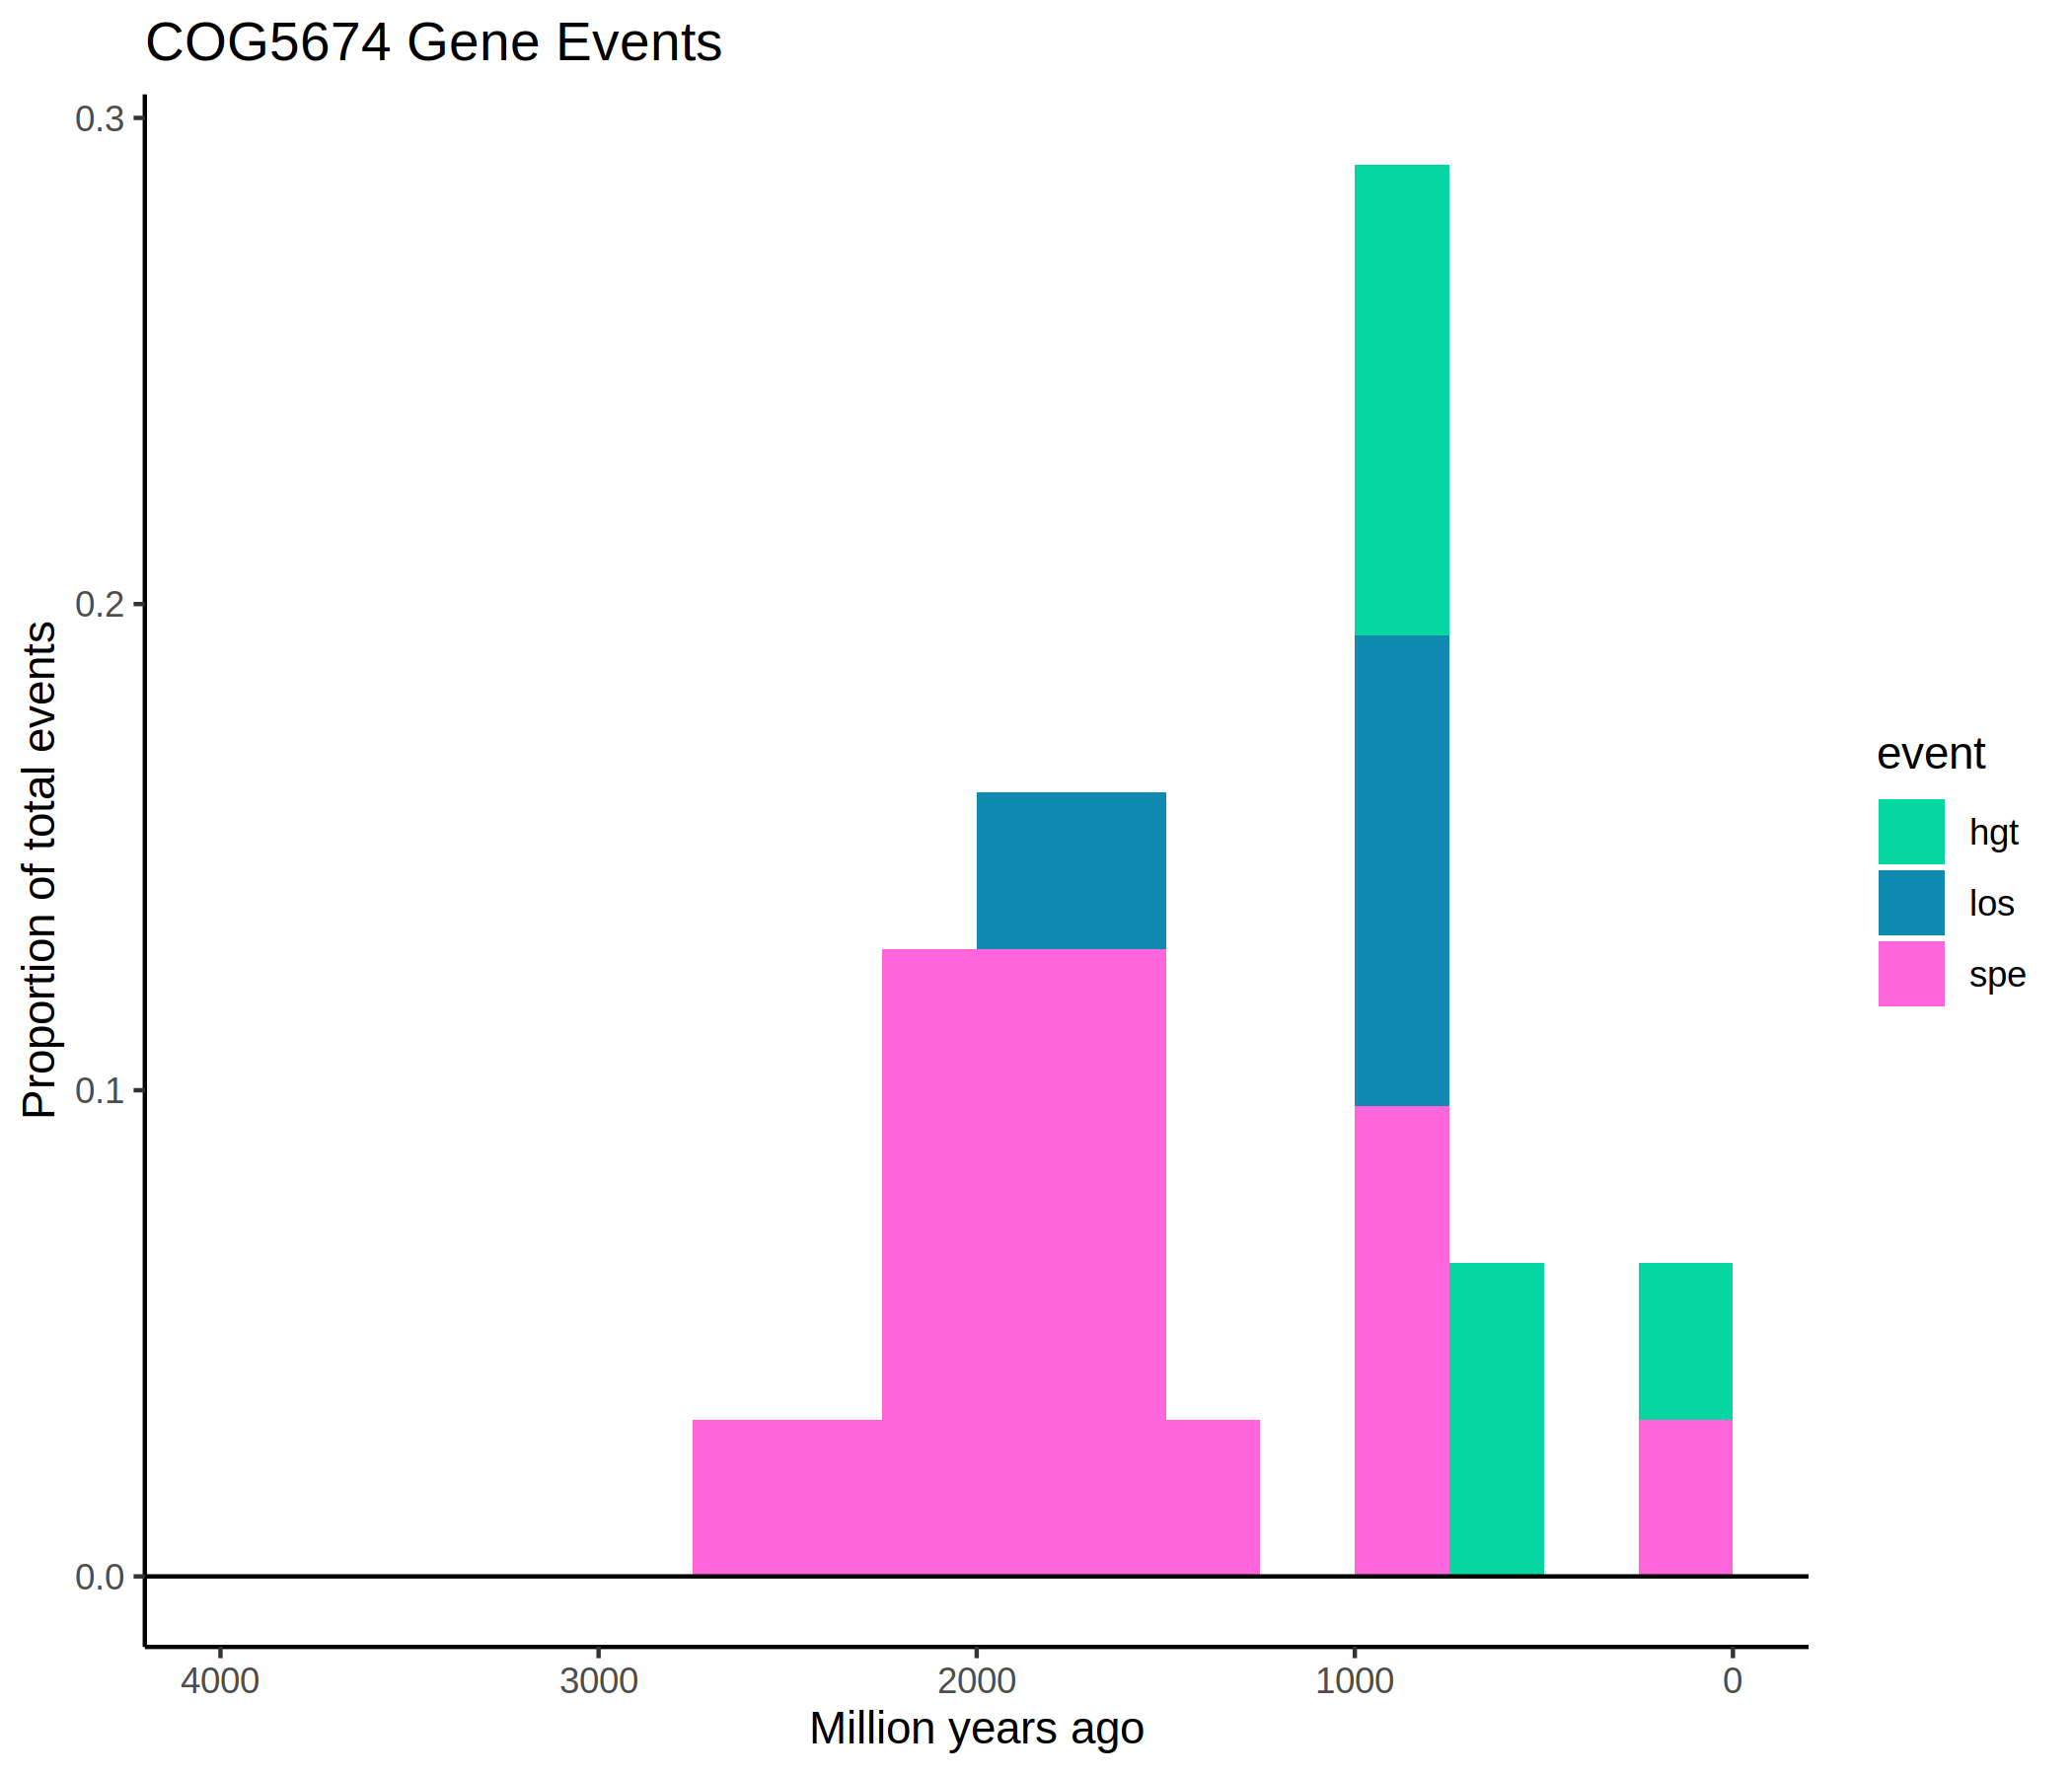 COG5674 Gene Events
Proportion of total events
0.3
0.2
0.1
0.0
4000 3000 2000 1000 0
Million years ago
event
hgt
los
spe